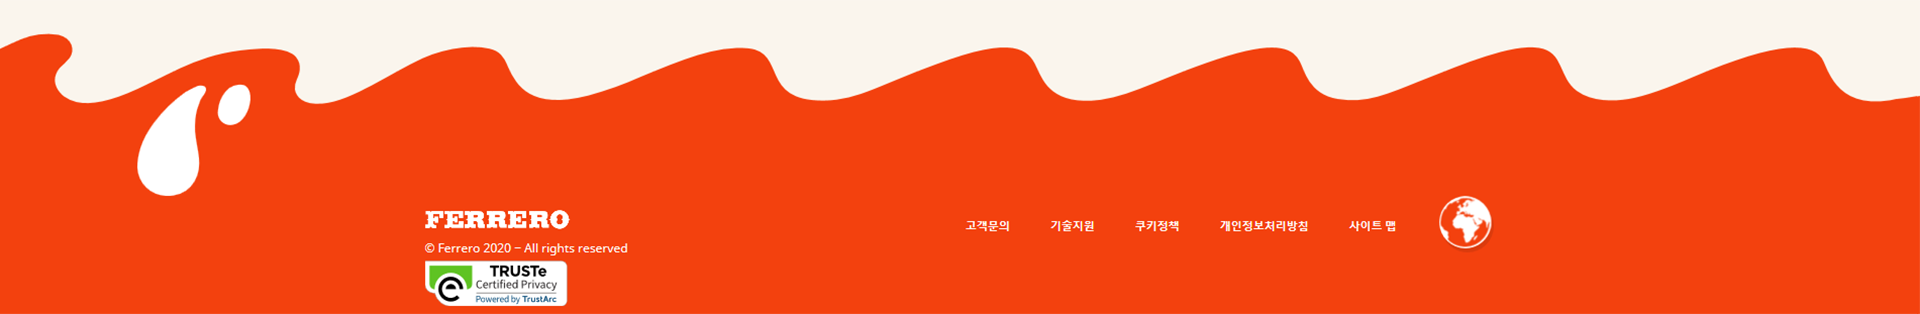 FERRERO
© Ferrero 2020 – All rights reserved
TRUSTe
Certified Privacy
Powered by TrustArc
고객문의 기술지원 쿠키정책 개인정보처리방침 사이트 맵